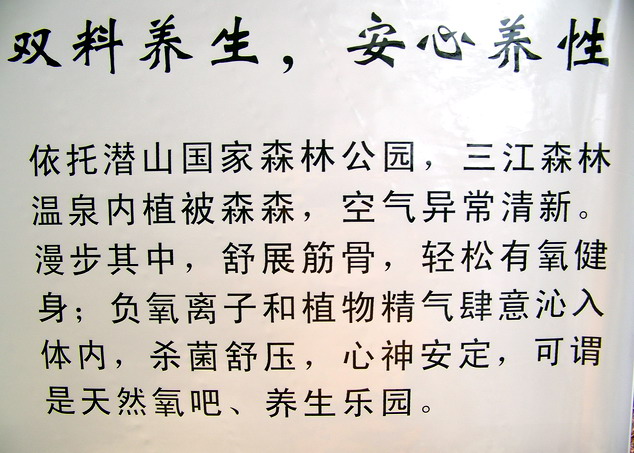 双料养生，安心养性
依托潜山国家森林公园，三江森林
温泉内植被森森，空气异常清新。
漫步其中，舒展筋骨，轻松有氧健
身；负氧离子和植物精气肆意沁入
体内，杀菌舒压，心神安定，可谓
是天然氧吧、养生乐园。